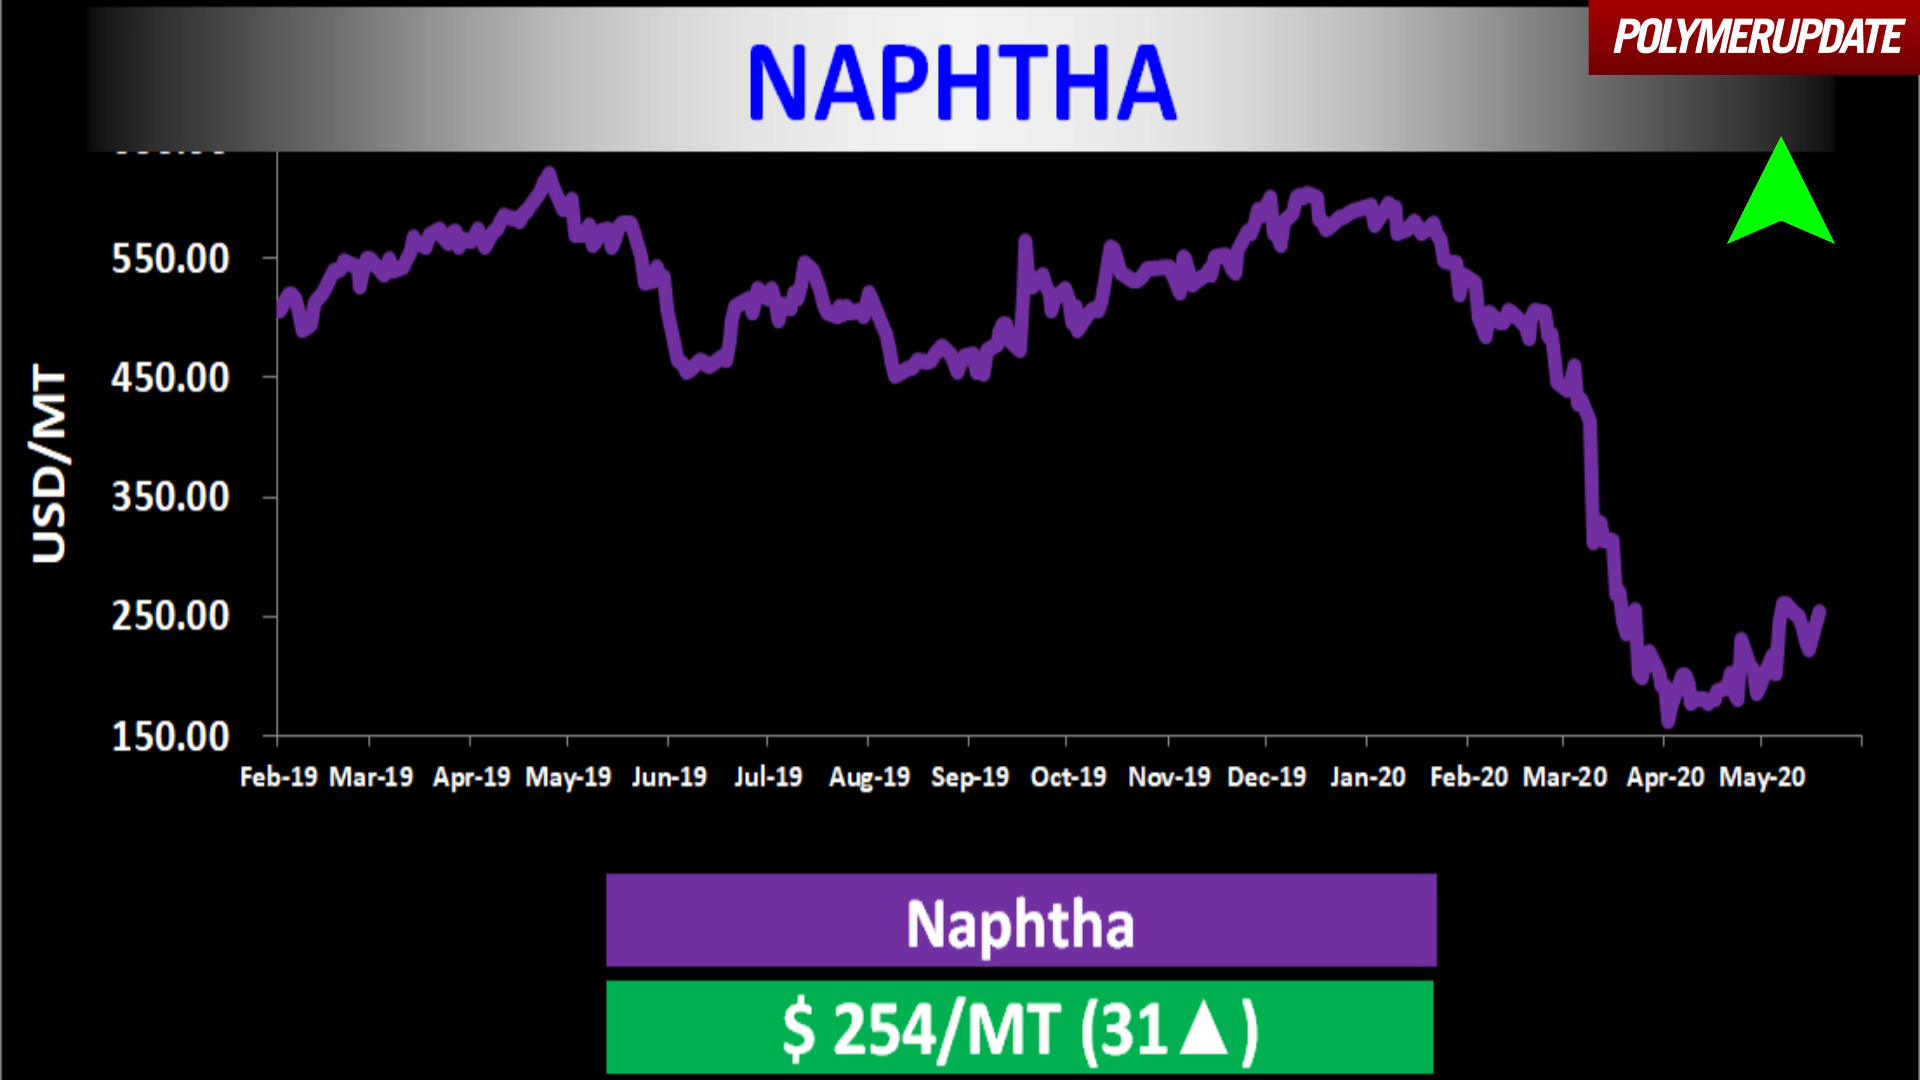 NAPHTHA
POLYMERUPDATE
550.00
450.00
350.00
250.00
150.00
USD/MT
Feb-19 Mar-19 Apr-19 May-19 Jun-19 Jul-19 Aug-19 Sep-19 Oct-19 Nov-19 Dec-19 Jan-20 Feb-20 Mar-20 Apr-20 May-20
Naphtha
$ 254/MT (31▲)